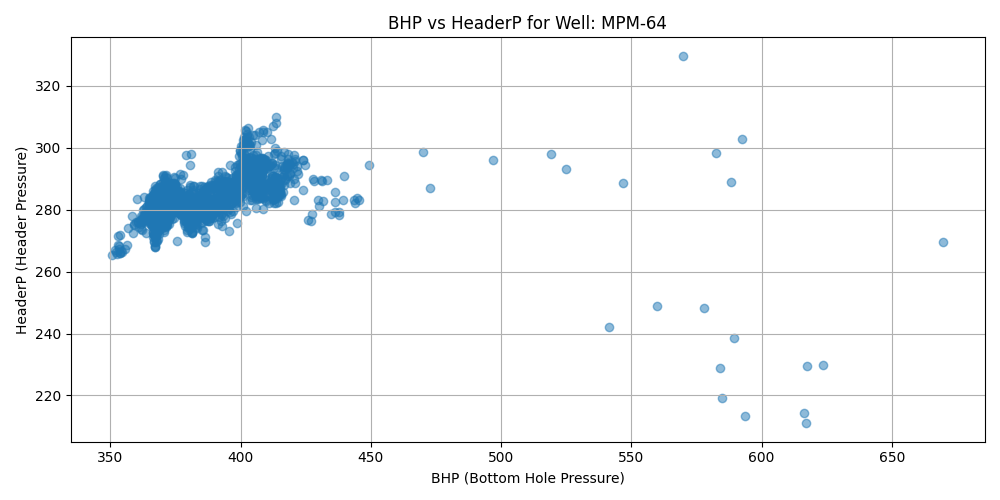 BHP vs HeaderP for Well: MPM-64
HeaderP (Header Pressure)
320
300
280
260
240
220
350 400 450 500 550 600 650
BHP (Bottom Hole Pressure)